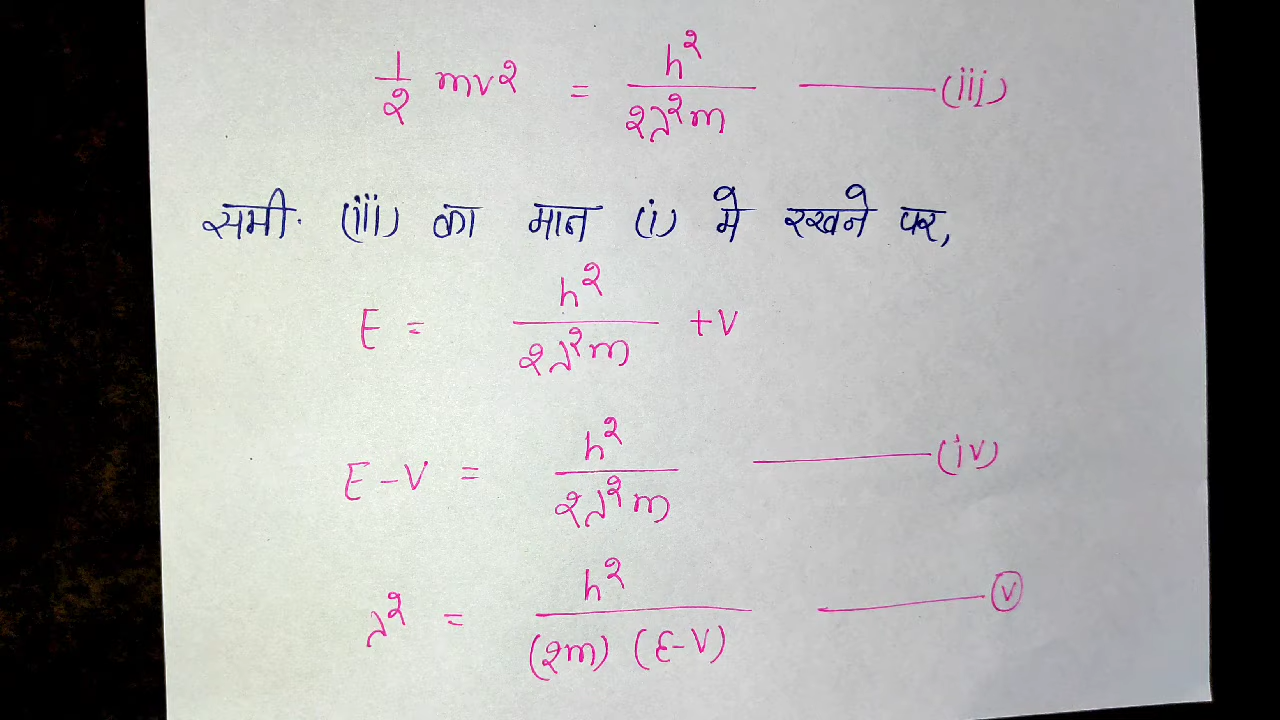 1/2 mv² = h²/2λ²m ——— (iii)
समी. (iii) का मान (i) मे रखने पर,
E = h²/2λ²m + V
E - V = h²/2λ²m ——— (iv)
λ² = h²/(2m) (E-V) ——— (v)